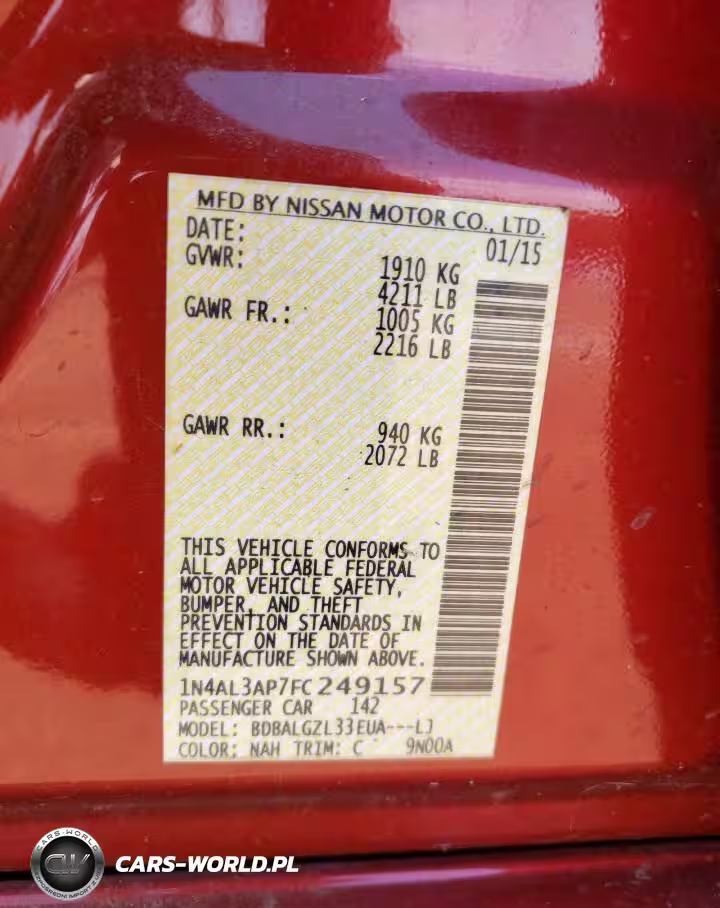 MFD BY NISSAN MOTOR CO., LTD.
DATE: 01/15
GVWR: 1910 KG
4211 LB
GAWR FR.: 1005 KG
2216 LB
GAWR RR.: 940 KG
2072 LB
THIS VEHICLE CONFORMS TO
ALL APPLICABLE FEDERAL
MOTOR VEHICLE SAFETY,
BUMPER, AND THEFT
PREVENTION STANDARDS IN
EFFECT ON THE DATE OF
MANUFACTURE SHOWN ABOVE.
1N4AL3AP7FC249157
PASSENGER CAR 142
MODEL: BDBALGZL33EUA---LJ
COLOR: NAH TRIM: C 9N00A
CARS-WORLD
CW
CARS-WORLD.PL